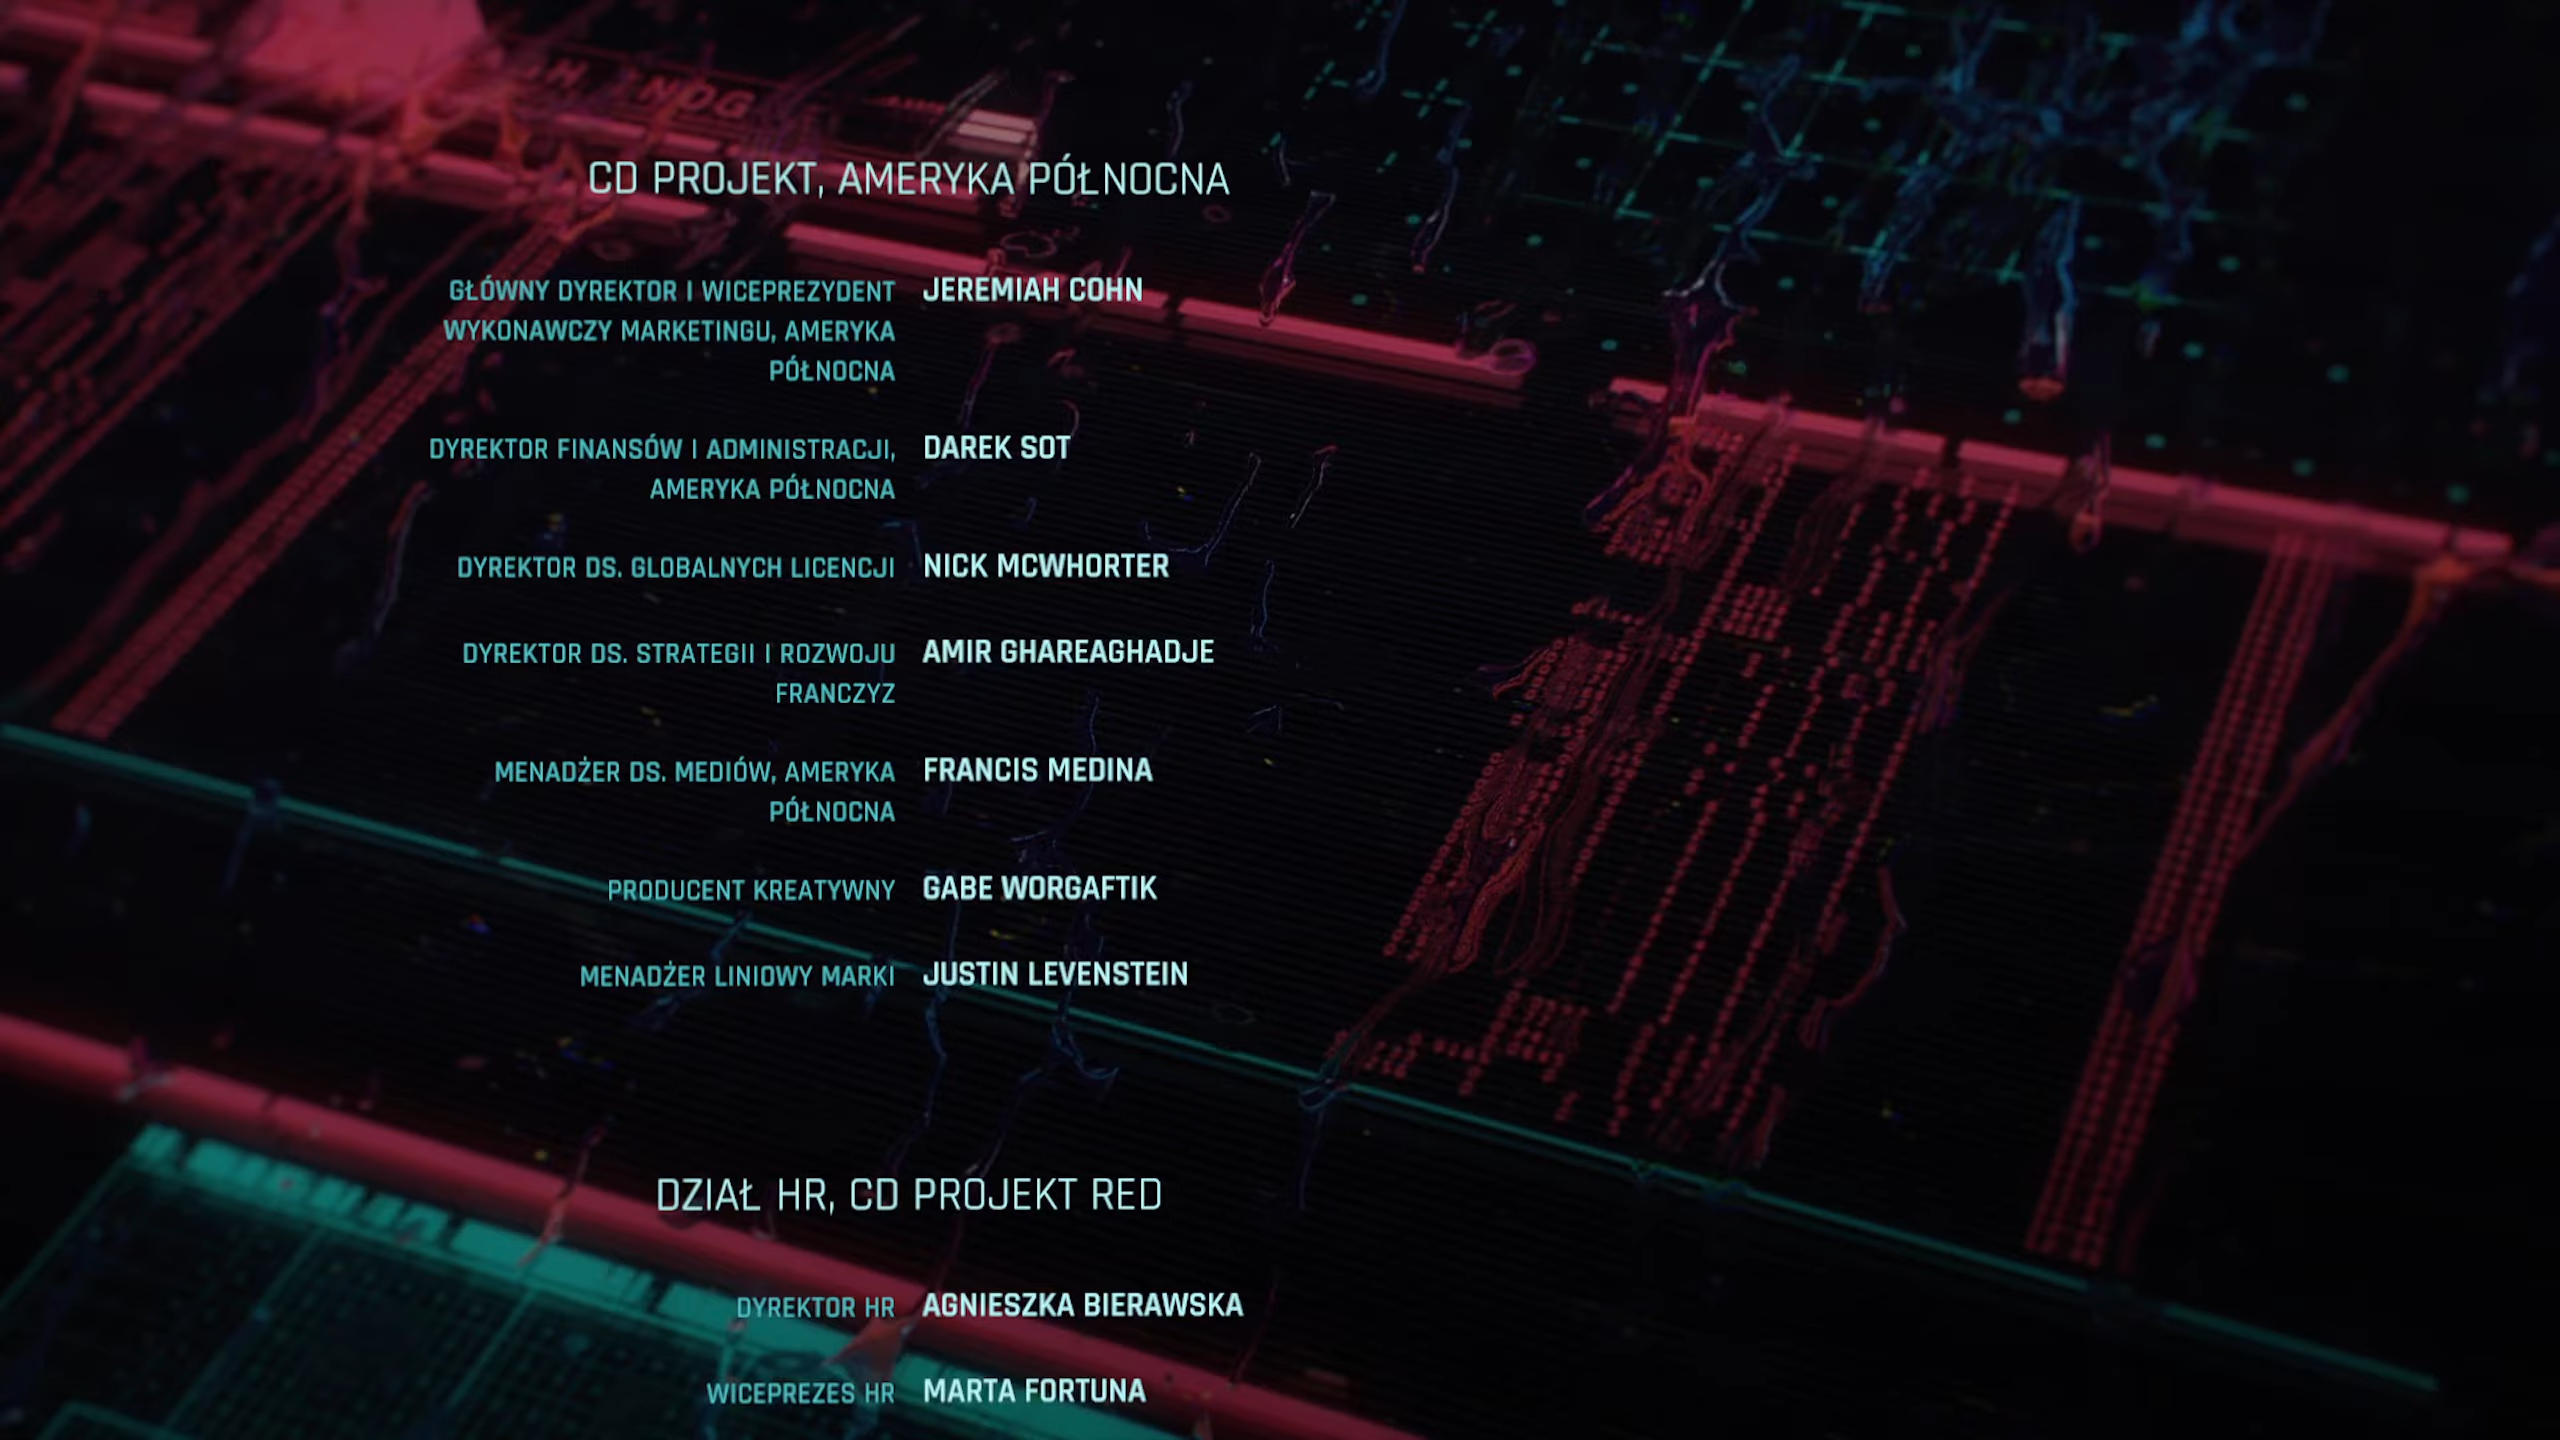 CD PROJEKT, AMERYKA PÓŁNOCNA
GŁÓWNY DYREKTOR I WICEPREZYDENT JEREMIAH COHN
WYKONAWCZY MARKETINGU, AMERYKA
PÓŁNOCNA
DYREKTOR FINANSÓW I ADMINISTRACJI, DAREK SOT
AMERYKA PÓŁNOCNA
DYREKTOR DS. GLOBALNYCH LICENCJI NICK MCWHORTER
DYREKTOR DS. STRATEGII I ROZWOJU AMIR GHAREAGHADJE
FRANCZYZ
MENADŻER DS. MEDIÓW, AMERYKA FRANCIS MEDINA
PÓŁNOCNA
PRODUCENT KREATYWNY GABE WORGAFTIK
MENADŻER LINIOWY MARKI JUSTIN LEVENSTEIN
DZIAŁ HR, CD PROJEKT RED
DYREKTOR HR AGNIESZKA BIERAWSKA
WICEPREZES HR MARTA FORTUNA